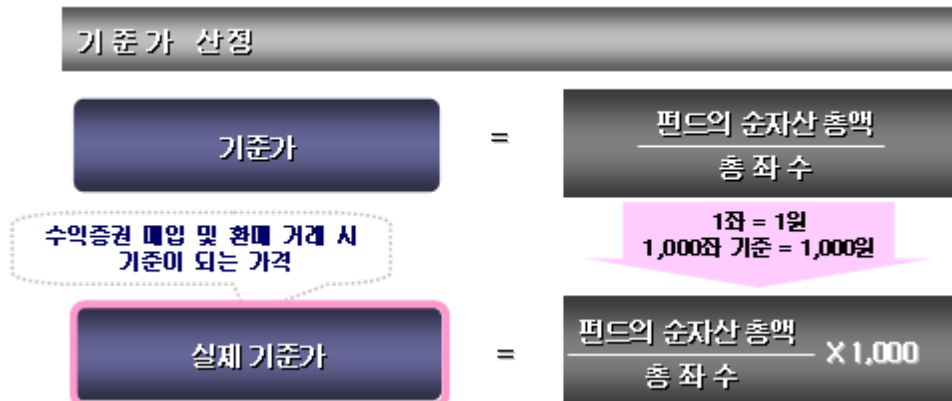 기준가 산정
기준가
=
펀드의 순자산 총액
총 좌 수
수익증권 매입 및 환매 거래 시
기준이 되는 가격
1좌 = 1원
1,000좌 기준 = 1,000원
실제 기준가
=
펀드의 순자산 총액
총 좌 수
X 1,000